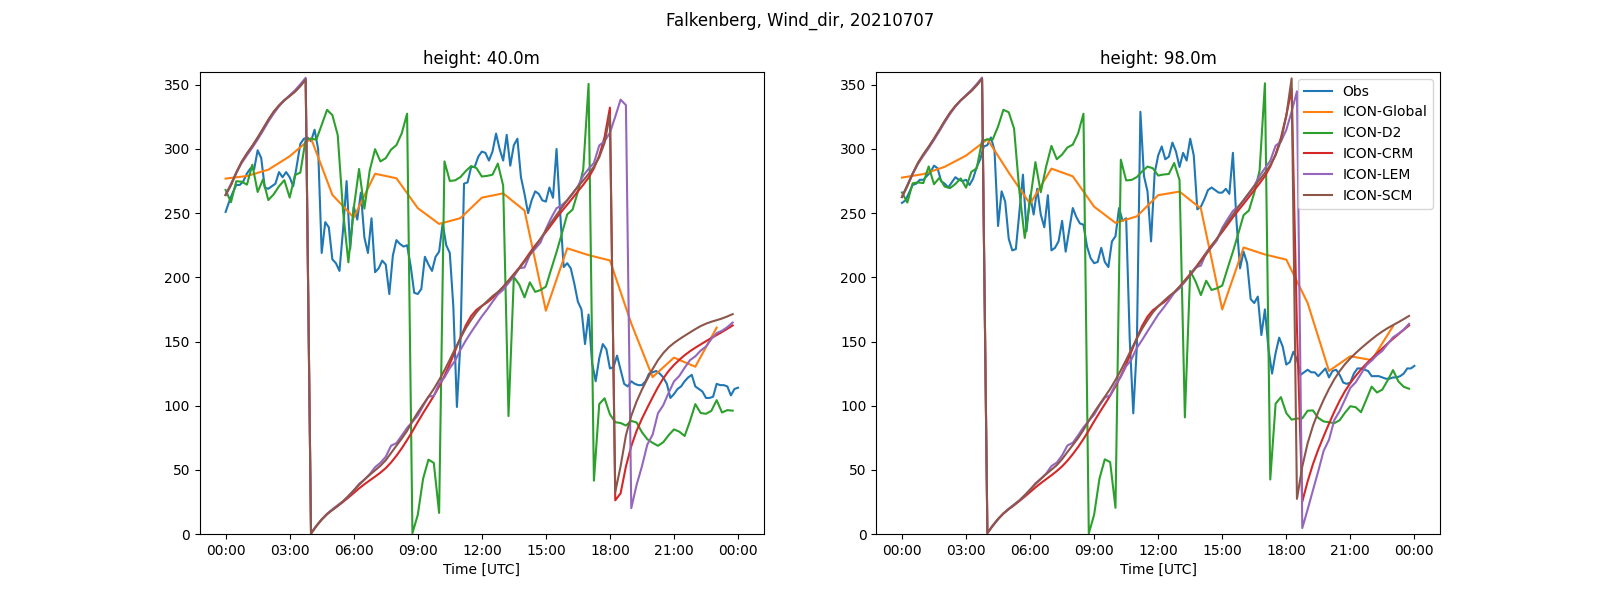 Falkenberg, Wind_dir, 20210707
height: 40.0m
350
300
250
200
150
100
50
0
00:00 03:00 06:00 09:00 12:00 15:00 18:00 21:00 00:00
Time [UTC]
height: 98.0m
350
300
250
200
150
100
50
0
00:00 03:00 06:00 09:00 12:00 15:00 18:00 21:00 00:00
Time [UTC]
Obs
ICON-Global
ICON-D2
ICON-CRM
ICON-LEM
ICON-SCM